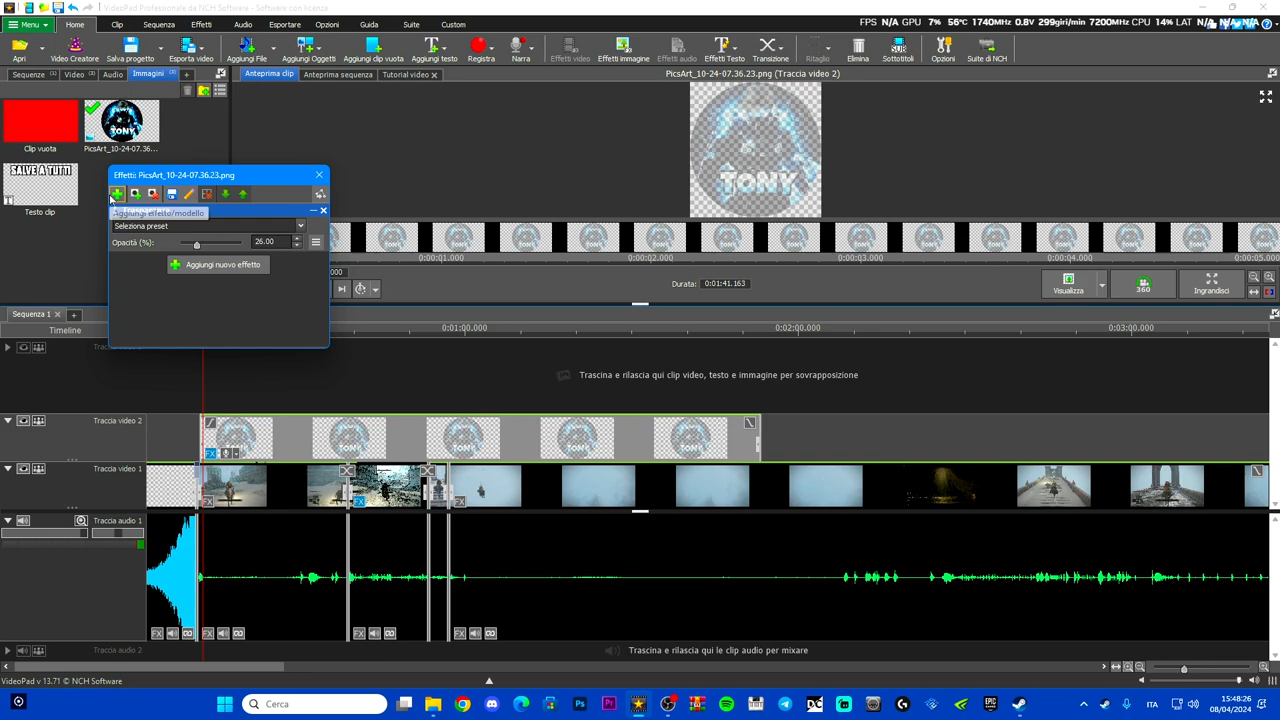 VideoPad Professionale de NCH Software - Software con licenze
Menu Home Clip Sequenza Effetti Audio Esportare Opzioni Guida Suite Custom
FPS N/A GPU 7% 56°C 1740MHz 0.8V 299giri/min 7200MHz CPU 14% N/A N/A N/A
Apri Video Creatore Salva progetto Esporta video Aggiungi File Aggiungi Oggetti Aggiungi clip vuota Aggiungi testo Registra Narra Effetti video Effetti immagine Effetti audio Effetti Testo Transizione Ritaglio Elimina Sottotitoli Opzioni Suite di NCH
Sequenze Video Audio Immagini
Anteprima clip Anteprima sequenza Tutorial video
PicsArt_10-24-07.36.23.png (Traccia video 2)
TONY
Clip vuota PicsArt_10-24-07.36...
SALVE A TUTTI
Testo clip
TONY
Effetti: PicsArt_10-24-07.36.23.png
Aggiungi effetto/modello
Seleziona preset
Opacità (%): 26.00
Aggiungi nuovo effetto
0:00:01.000 0:00:02.000 0:00:03.000 0:00:04.000 0:00:05.000
Durata: 0:01:41.163
Visualizza 360 Ingrandisci
Sequenza 1
Timeline 0:01:00.000 0:02:00.000 0:03:00.000
Trascina e rilascia qui clip video, testo e immagine per sovrapposizione
Traccia video 2
FX
Traccia video 1
FX FX FX
Traccia audio 1
FX FX FX
Traccia audio 2
Trascina e rilascia qui le clip audio per mixare
VideoPad v 13.71 © NCH Software
Cerca
ITA
15:48:26
08/04/2024